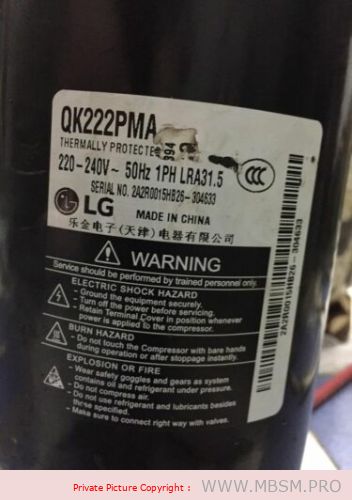 QK222PMA
THERMALLY PROTECTED
394
220-240V~ 50Hz 1PH LRA31.5
SERIAL NO. 2A2R0015HB26-304633
CCC
LG
MADE IN CHINA
乐金电子(天津)电器有限公司
2A2R0015HB26-304633
WARNING
Service should be performed by trained personnel only.
ELECTRIC SHOCK HAZARD
- Ground the equipment securely.
- Turn off the power before servicing.
- Retain Terminal Cover in position whenever
power is connected to compressor.
BURN HAZARD
- Do not touch the Compressor with bare hands
during operation or after stoppage instantly.
EXPLOSION OR FIRE
- Wear safety goggles and gears as system
contains oil and refrigerant under pressure.
- Do not use in explosive air.
- Do not use refrigerant and lubricants besides
those specified.
- Make sure to connect right way with valves.
Private Picture Copyright : WWW.MBSM.PRO